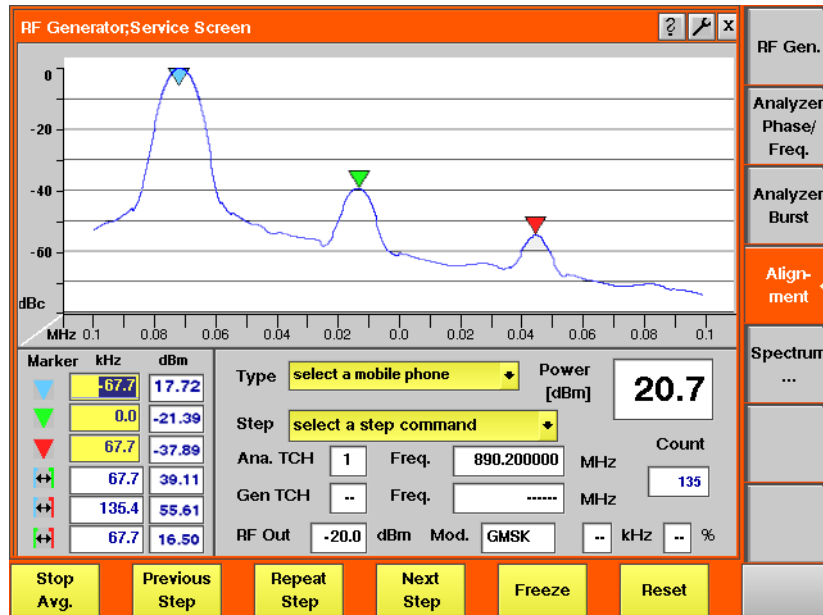 RF Generator;Service Screen
? X
RF Gen.
Analyzer
Phase/
Freq.
Analyzer
Burst
Align-
ment
Spectrum
...
0
-20
-40
-60
dBc
MHz 0.1 0.08 0.06 0.04 0.02 0.0 0.02 0.04 0.06 0.08 0.1
Marker kHz dBm
-67.7 17.72
0.0 -21.39
67.7 -37.89
67.7 39.11
135.4 55.61
67.7 16.50
Type select a mobile phone
Power
[dBm]
20.7
Step select a step command
Ana. TCH 1 Freq. 890.200000 MHz
Count
135
Gen TCH -- Freq. ------ MHz
RF Out -20.0 dBm Mod. GMSK -- kHz -- %
Stop
Avg.
Previous
Step
Repeat
Step
Next
Step
Freeze
Reset